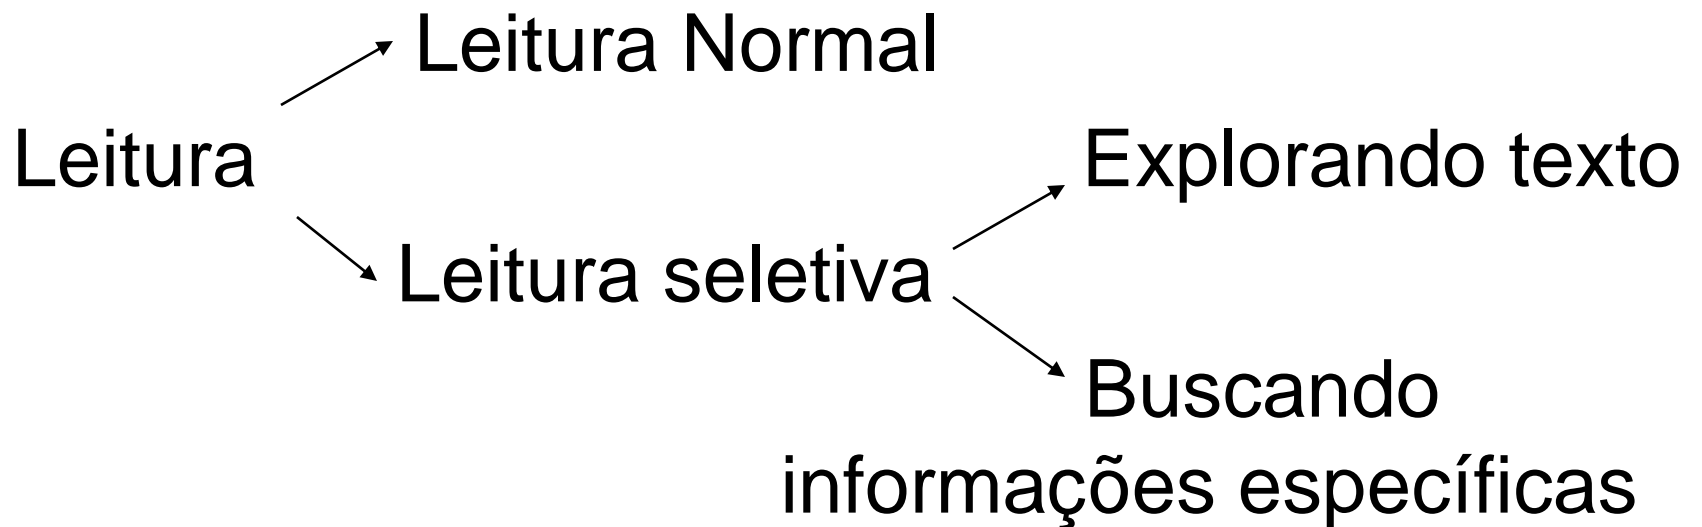 Leitura Normal
Leitura
Explorando texto
Leitura seletiva
Buscando
informações específicas